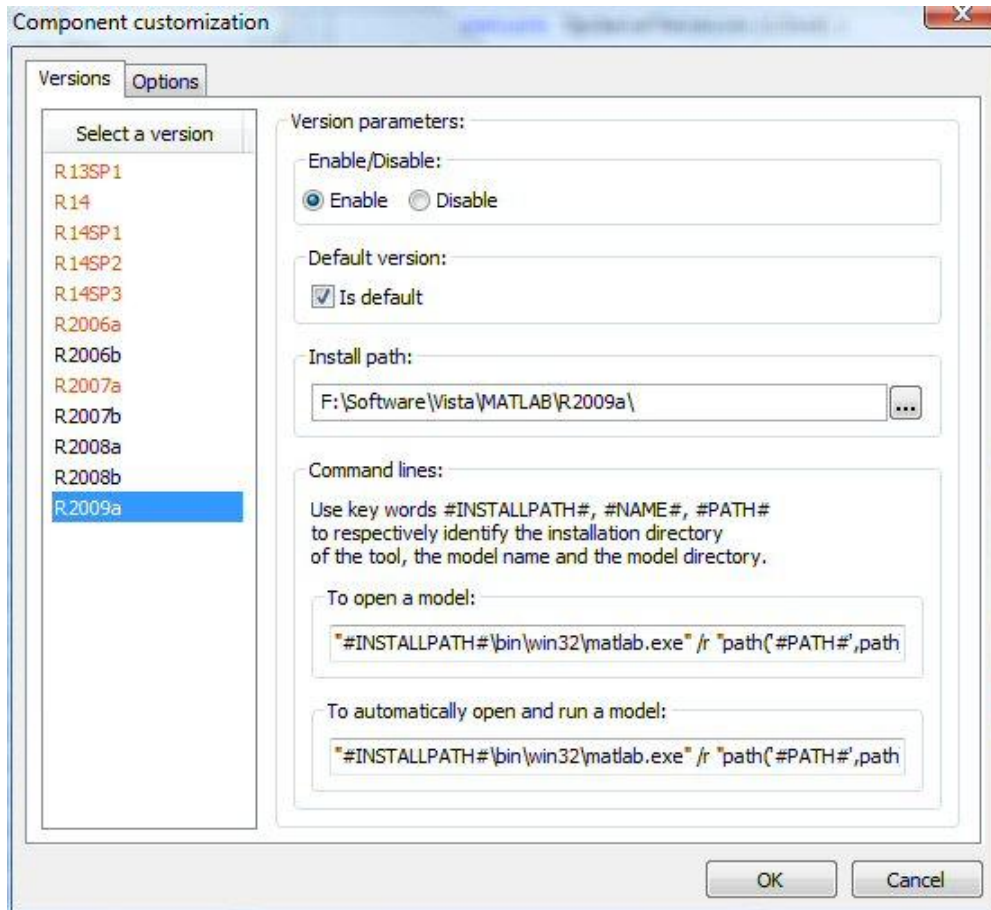 Component customization
Versions
Options
Select a version
R13SP1
R14
R14SP1
R14SP2
R14SP3
R2006a
R2006b
R2007a
R2007b
R2008a
R2008b
R2009a
Version parameters:
Enable/Disable:
Enable
Disable
Default version:
Is default
Install path:
F:\Software\Vista\MATLAB\R2009a\
...
Command lines:
Use key words #INSTALLPATH#, #NAME#, #PATH#
to respectively identify the installation directory
of the tool, the model name and the model directory.
To open a model:
"#INSTALLPATH#\bin\win32\matlab.exe" /r "path('#PATH#',path
To automatically open and run a model:
"#INSTALLPATH#\bin\win32\matlab.exe" /r "path('#PATH#',path
OK
Cancel